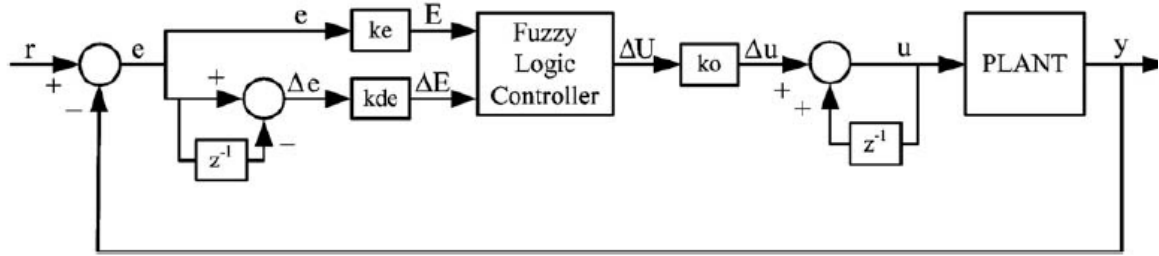 r
+
−
e
e
ke
E
+
−
Δe
kde
ΔE
z⁻¹
Fuzzy
Logic
Controller
ΔU
ko
Δu
+
+
u
z⁻¹
PLANT
y